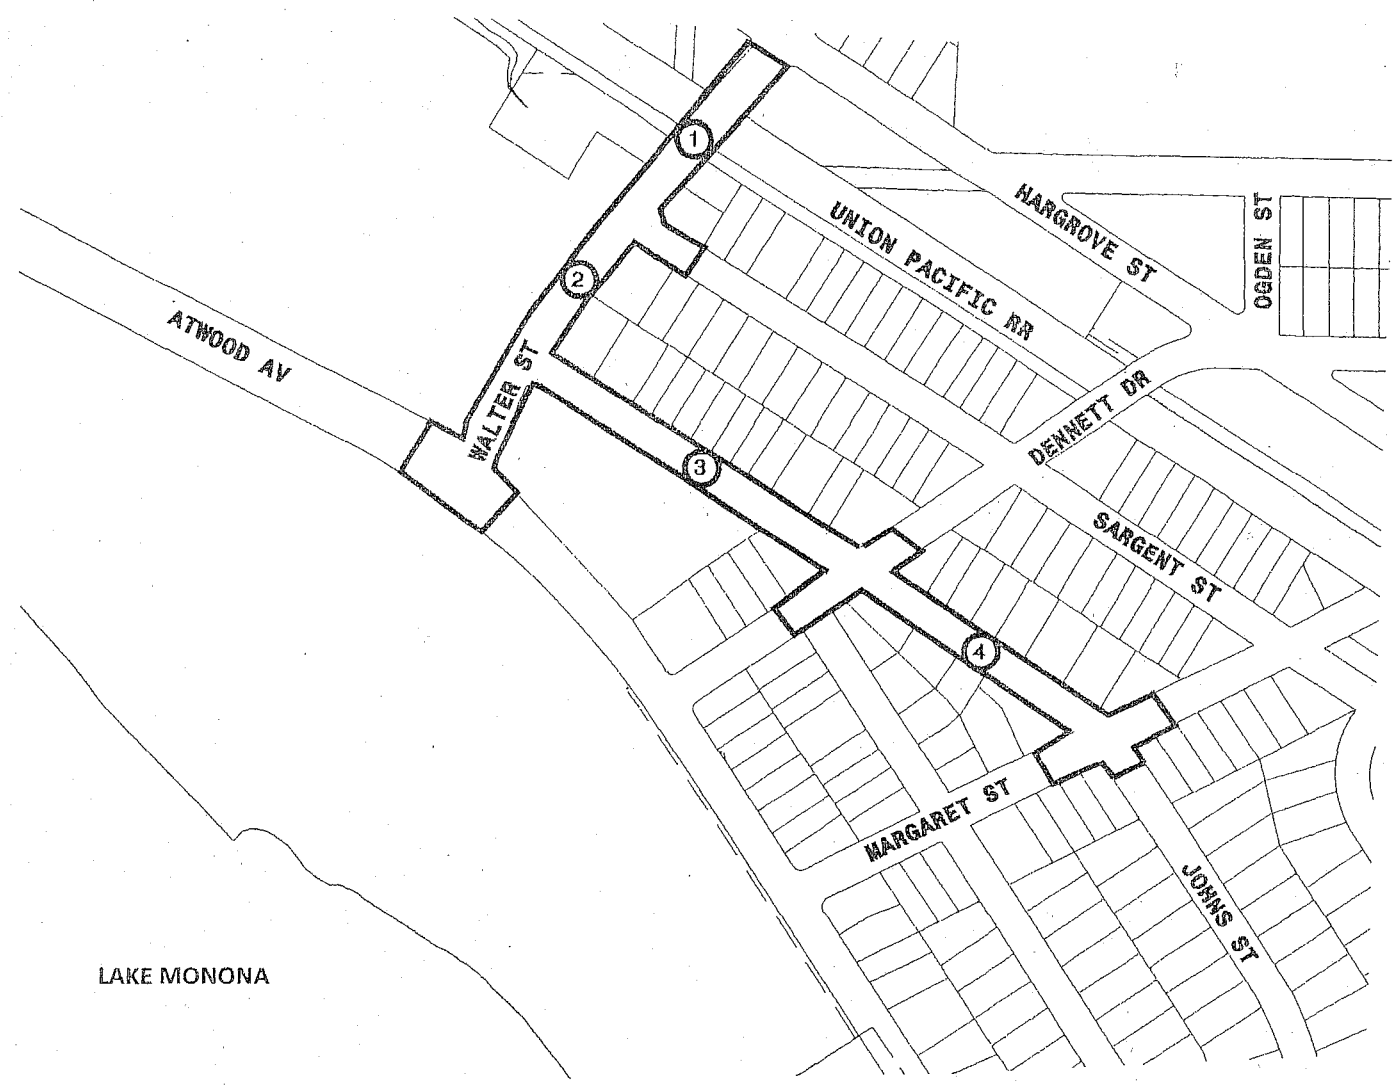 1
HARGROVE ST
OGDEN ST
UNION PACIFIC RR
2
ATWOOD AV
WALTER ST
DENNETT DR
3
SARGENT ST
4
MARGARET ST
JOHNS ST
LAKE MONONA